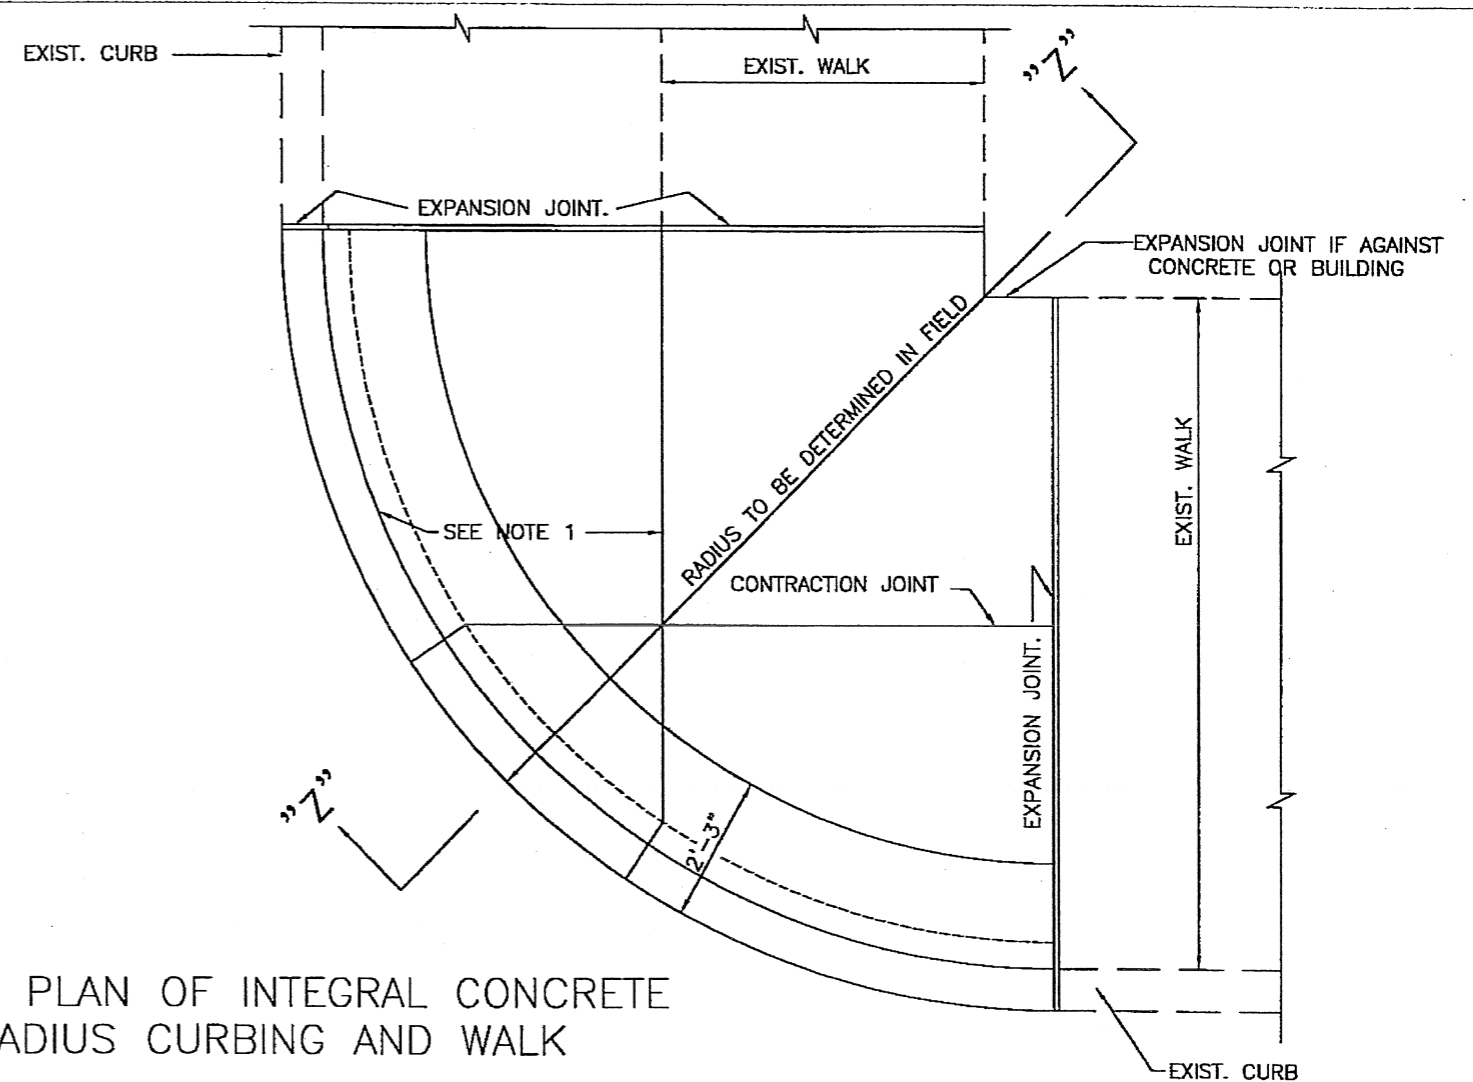 EXIST. CURB
EXIST. WALK
"Z"
EXPANSION JOINT.
EXPANSION JOINT IF AGAINST
CONCRETE OR BUILDING
RADIUS TO BE DETERMINED IN FIELD
EXIST. WALK
SEE NOTE 1
CONTRACTION JOINT
EXPANSION JOINT.
"Z"
2'-3"
PLAN OF INTEGRAL CONCRETE
ADIUS CURBING AND WALK
EXIST. CURB